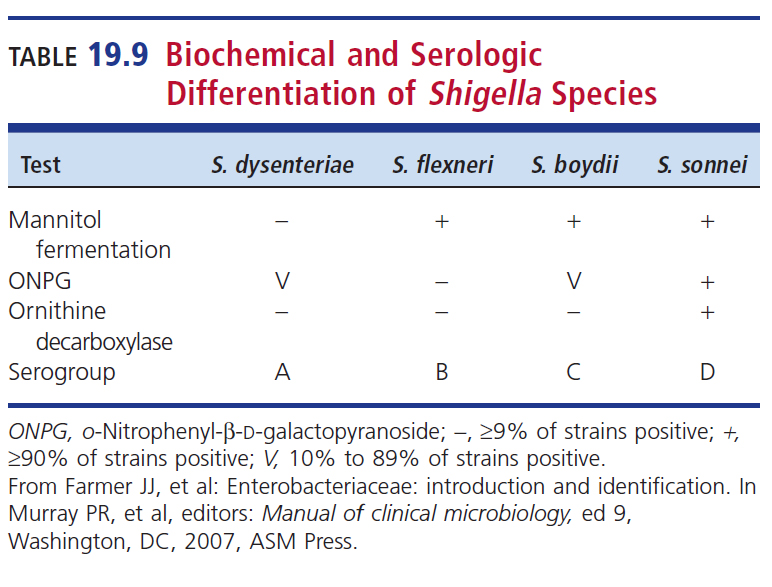 TABLE 19.9 Biochemical and Serologic
Differentiation of Shigella Species
Test S. dysenteriae S. flexneri S. boydii S. sonnei
Mannitol – + + +
fermentation
ONPG V – V +
Ornithine – – – +
decarboxylase
Serogroup A B C D
ONPG, o-Nitrophenyl-β-D-galactopyranoside; –, ≥9% of strains positive; +,
≥90% of strains positive; V, 10% to 89% of strains positive.
From Farmer JJ, et al: Enterobacteriaceae: introduction and identification. In
Murray PR, et al, editors: Manual of clinical microbiology, ed 9,
Washington, DC, 2007, ASM Press.